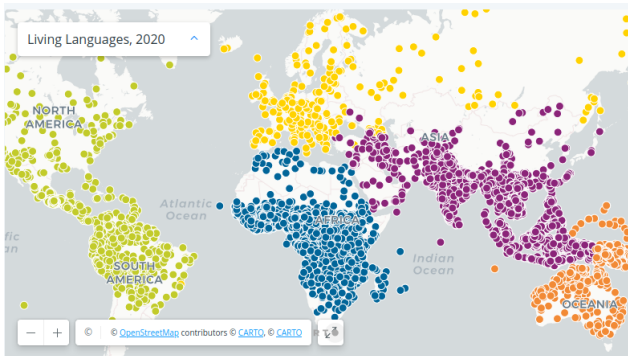 Living Languages, 2020
NORTH
AMERICA
ASIA
Atlantic
Ocean
AFRICA
Indian
Ocean
SOUTH
AMERICA
OCEANIA
− + © © OpenStreetMap contributors © CARTO, © CARTO